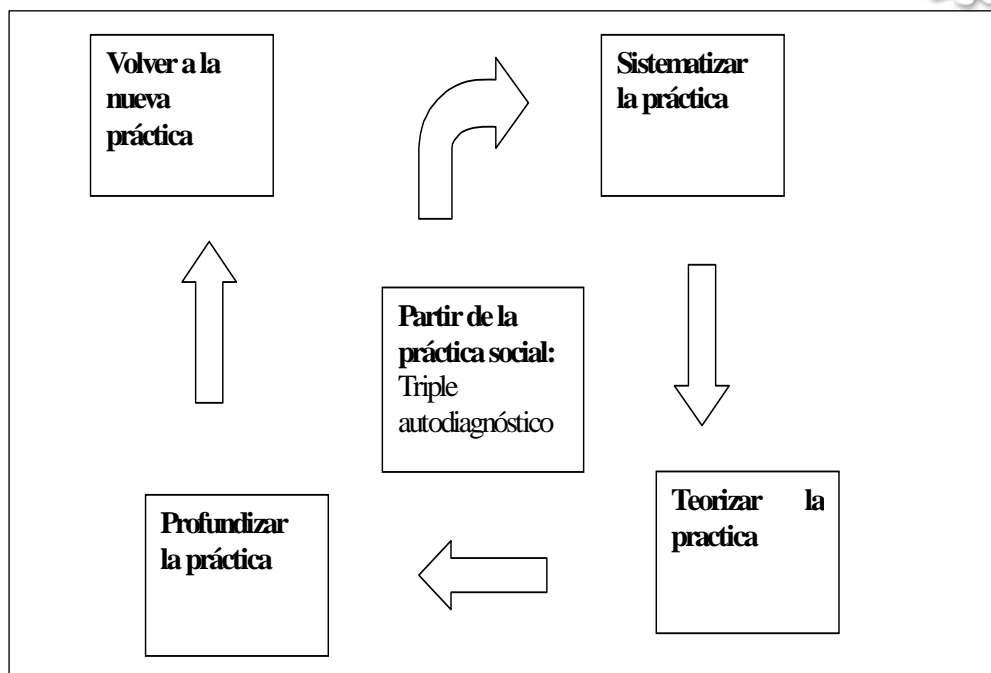 Volver a la
nueva
práctica
Sistematizar
la práctica
Partir de la
práctica social:
Triple
autodiagnóstico
Profundizar
la práctica
Teorizar la
practica